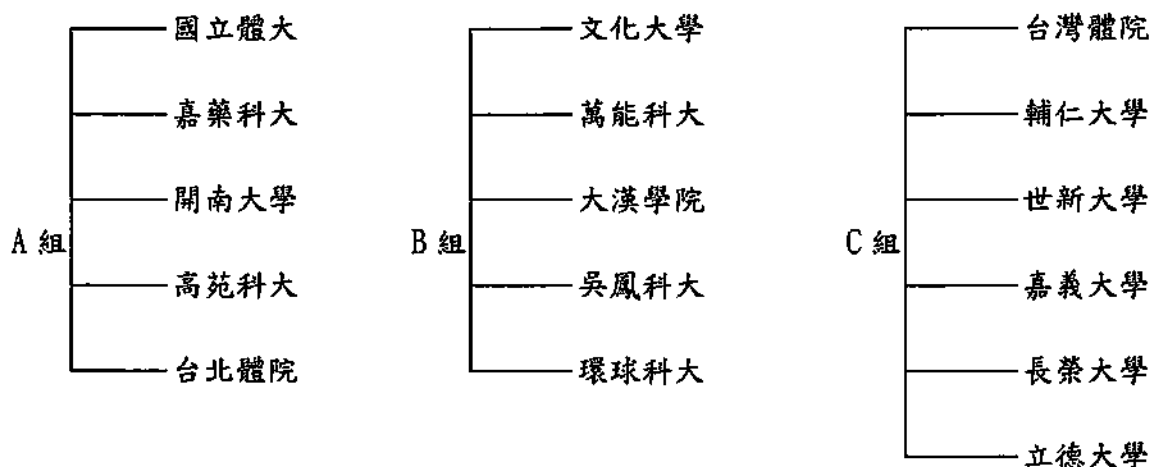 A組
國立體大
嘉藥科大
開南大學
高苑科大
台北體院
B組
文化大學
萬能科大
大漢學院
吳鳳科大
環球科大
C組
台灣體院
輔仁大學
世新大學
嘉義大學
長榮大學
立德大學